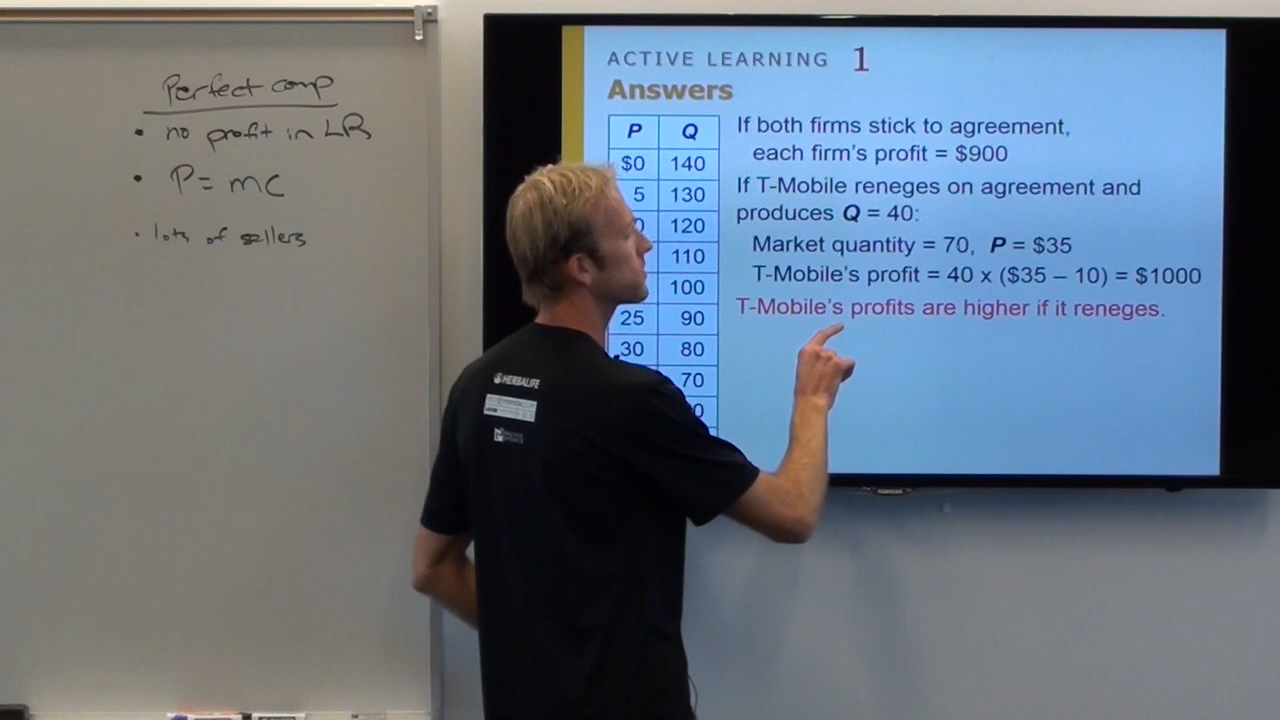 Perfect comp
• no profit in LR
• P = mc
• lots of sellers
ACTIVE LEARNING 1
Answers
P Q
$0 140
5 130
0 120
110
100
25 90
30 80
70
0
If both firms stick to agreement,
each firm's profit = $900
If T-Mobile reneges on agreement and
produces Q = 40:
Market quantity = 70, P = $35
T-Mobile's profit = 40 x ($35 – 10) = $1000
T-Mobile's profits are higher if it reneges.
HERBALIFE